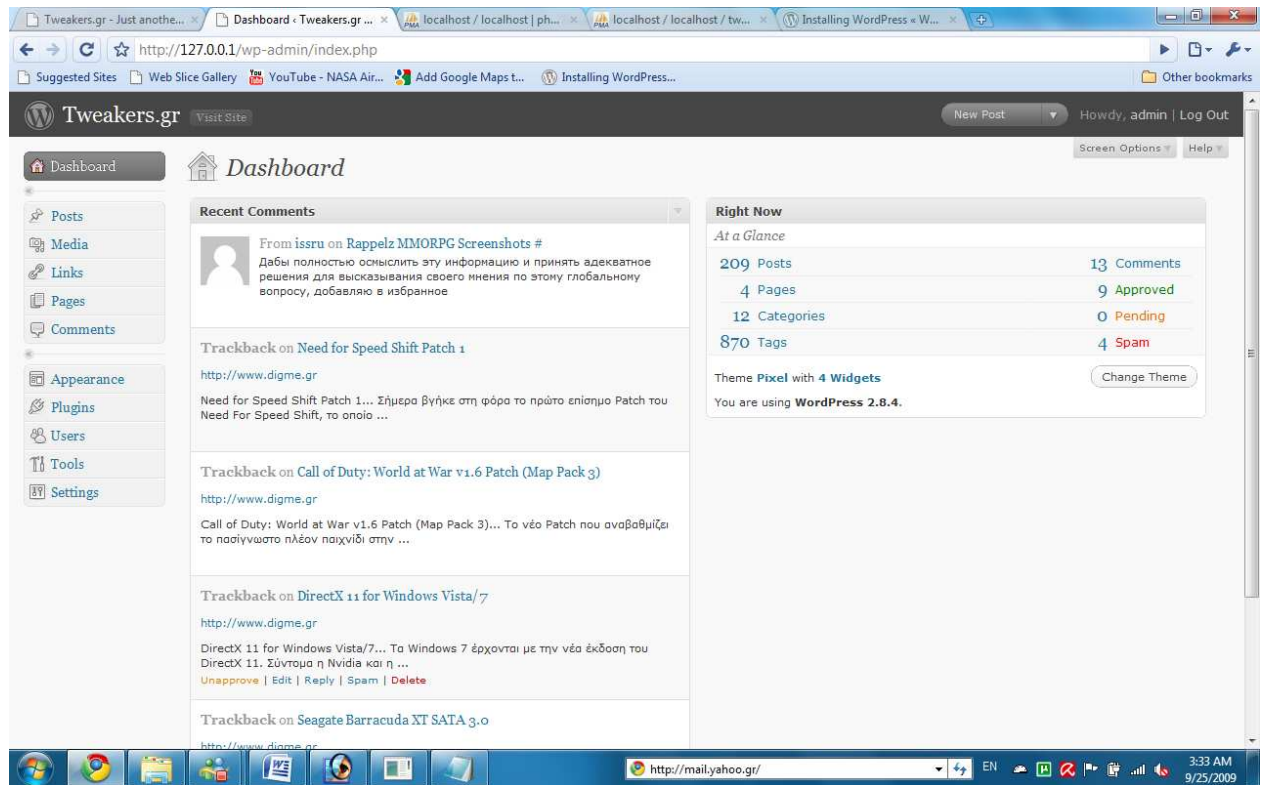 Tweakers.gr - Just anothe...
Dashboard ‹ Tweakers.gr ...
localhost / localhost | ph...
localhost / localhost / tw...
Installing WordPress « W...
http://127.0.0.1/wp-admin/index.php
Suggested Sites
Web Slice Gallery
YouTube - NASA Air...
Add Google Maps t...
Installing WordPress...
Other bookmarks
Tweakers.gr
Visit Site
New Post
Howdy, admin | Log Out
Screen Options
Help
Dashboard
Posts
Media
Links
Pages
Comments
Appearance
Plugins
Users
Tools
Settings
Dashboard
Recent Comments
From issru on Rappelz MMORPG Screenshots #
Дабы полностью осмыслить эту информацию и принять адекватное
решения для высказывания своего мнения по этому глобальному
вопросу, добавляю в избранное
Trackback on Need for Speed Shift Patch 1
http://www.digme.gr
Need for Speed Shift Patch 1... Σήμερα βγήκε στη φόρα το πρώτο επίσημο Patch του
Need For Speed Shift, το οποίο ...
Trackback on Call of Duty: World at War v1.6 Patch (Map Pack 3)
http://www.digme.gr
Call of Duty: World at War v1.6 Patch (Map Pack 3)... Το νέο Patch που αναβαθμίζει
το πασίγνωστο πλέον παιχνίδι στην ...
Trackback on DirectX 11 for Windows Vista/7
http://www.digme.gr
DirectX 11 for Windows Vista/7... Τα Windows 7 έρχονται με την νέα έκδοση του
DirectX 11. Σύντομα η Nvidia και η ...
Unapprove | Edit | Reply | Spam | Delete
Trackback on Seagate Barracuda XT SATA 3.0
http://www.digme.gr
Right Now
At a Glance
209 Posts
13 Comments
4 Pages
9 Approved
12 Categories
0 Pending
870 Tags
4 Spam
Theme Pixel with 4 Widgets
Change Theme
You are using WordPress 2.8.4.
http://mail.yahoo.gr/
EN
3:33 AM
9/25/2009